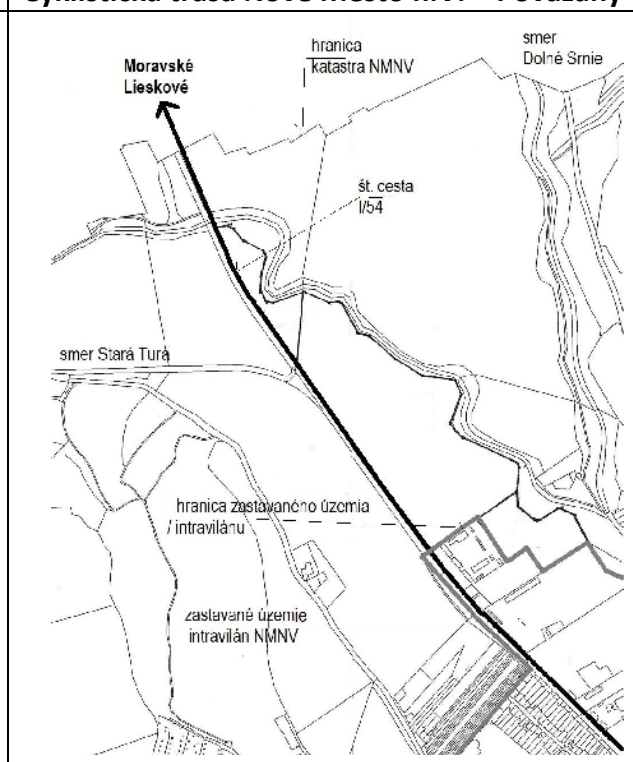 Cyklistická trasa Nové Mesto n.V. – Považany
smer
Dolné Srnie
hranica
katastra NMNV
Moravské
Lieskové
št. cesta
I/54
smer Stará Turá
hranica zastavaného územia
/ intravilánu
zastavané územie
intravilán NMNV